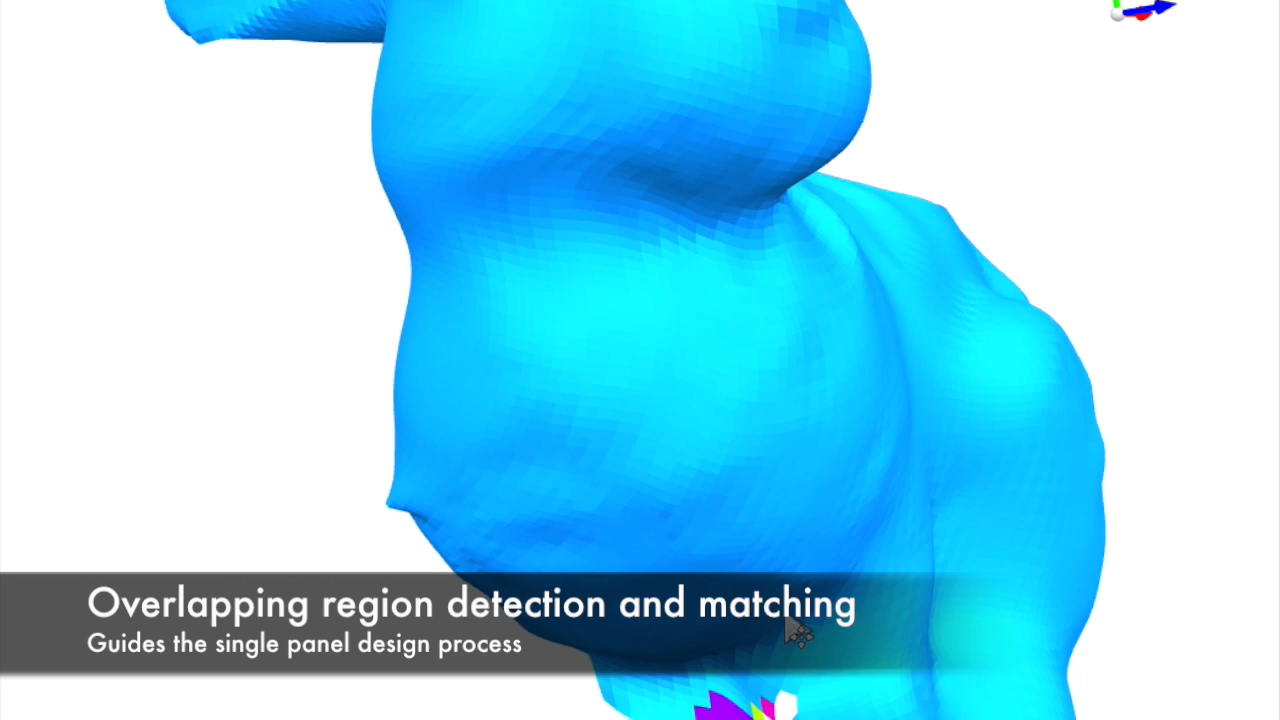 Overlapping region detection and matching
Guides the single panel design process